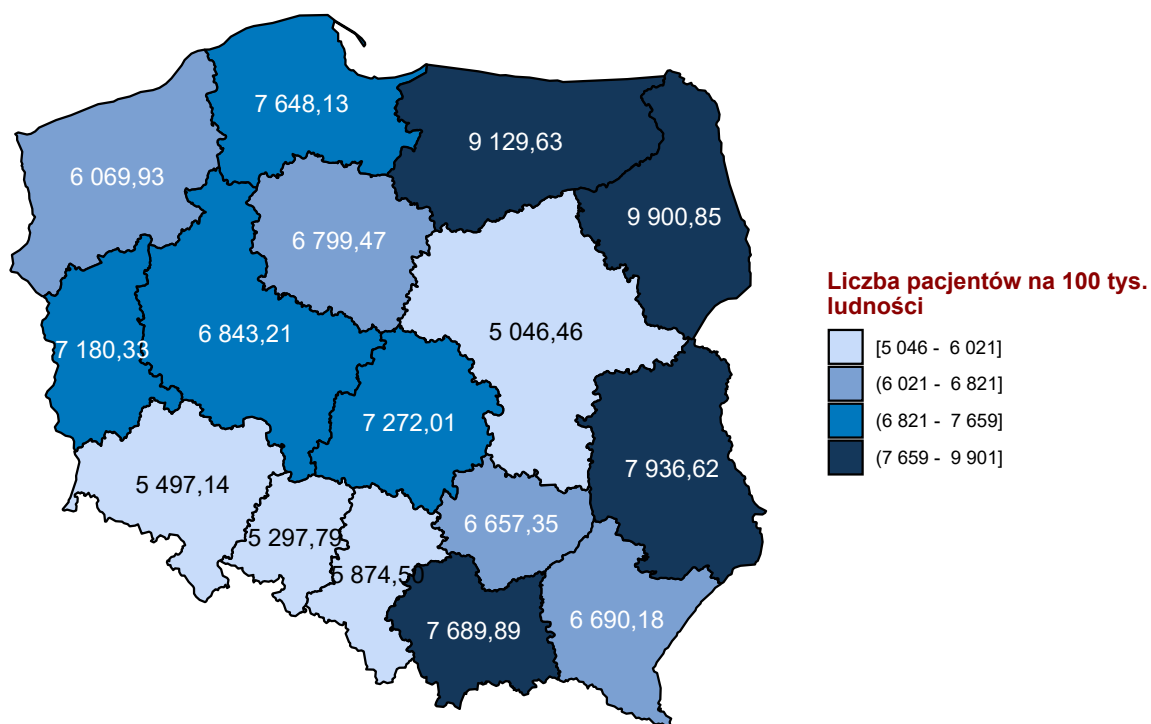 7 648,13
9 129,63
6 069,93
9 900,85
6 799,47
5 046,46
6 843,21
7 180,33
7 272,01
7 936,62
5 497,14
6 657,35
5 297,79
5 874,50
6 690,18
7 689,89
Liczba pacjentów na 100 tys.
ludności
[5 046 - 6 021]
(6 021 - 6 821]
(6 821 - 7 659]
(7 659 - 9 901]